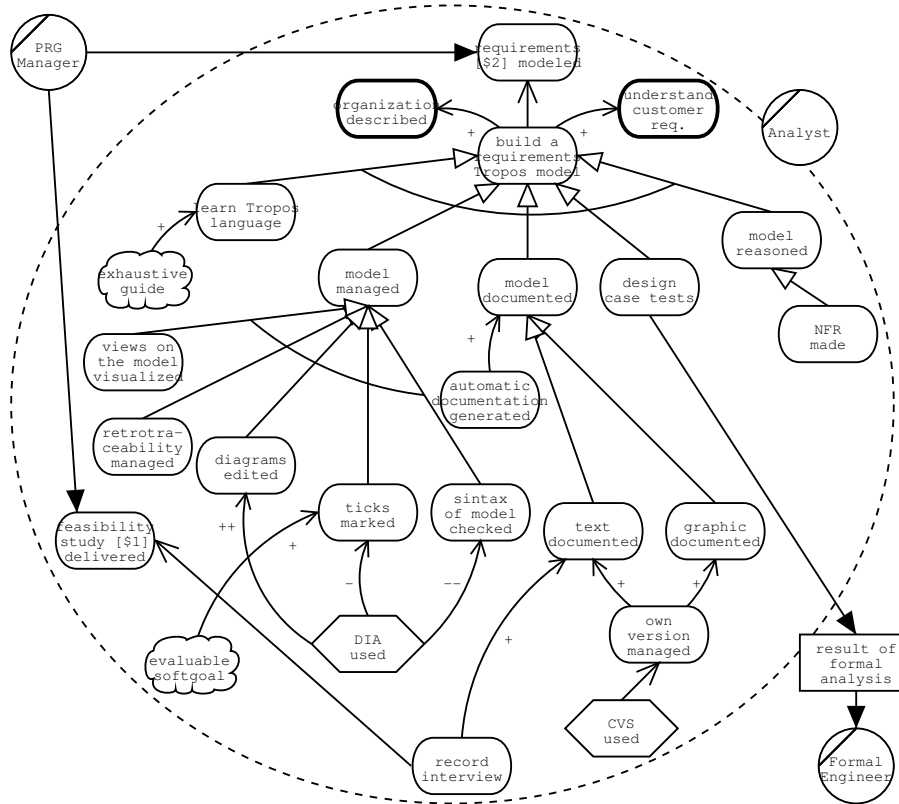 PRG
Manager
requirements
[$2] modeled
organization
described
understand
customer
req.
Analyst
+
+
build a
requirements
Tropos model
learn Tropos
language
+
exhaustive
guide
model
reasoned
model
managed
model
documented
design
case tests
NFR
made
+
views on
the model
visualized
automatic
documentation
generated
retrotra-
ceability
managed
diagrams
edited
ticks
marked
sintax
of model
checked
text
documented
graphic
documented
feasibility
study [$1]
delivered
++
+
-
--
+
+
+
DIA
used
own
version
managed
evaluable
softgoal
result of
formal
analysis
CVS
used
record
interview
Formal
Engineer